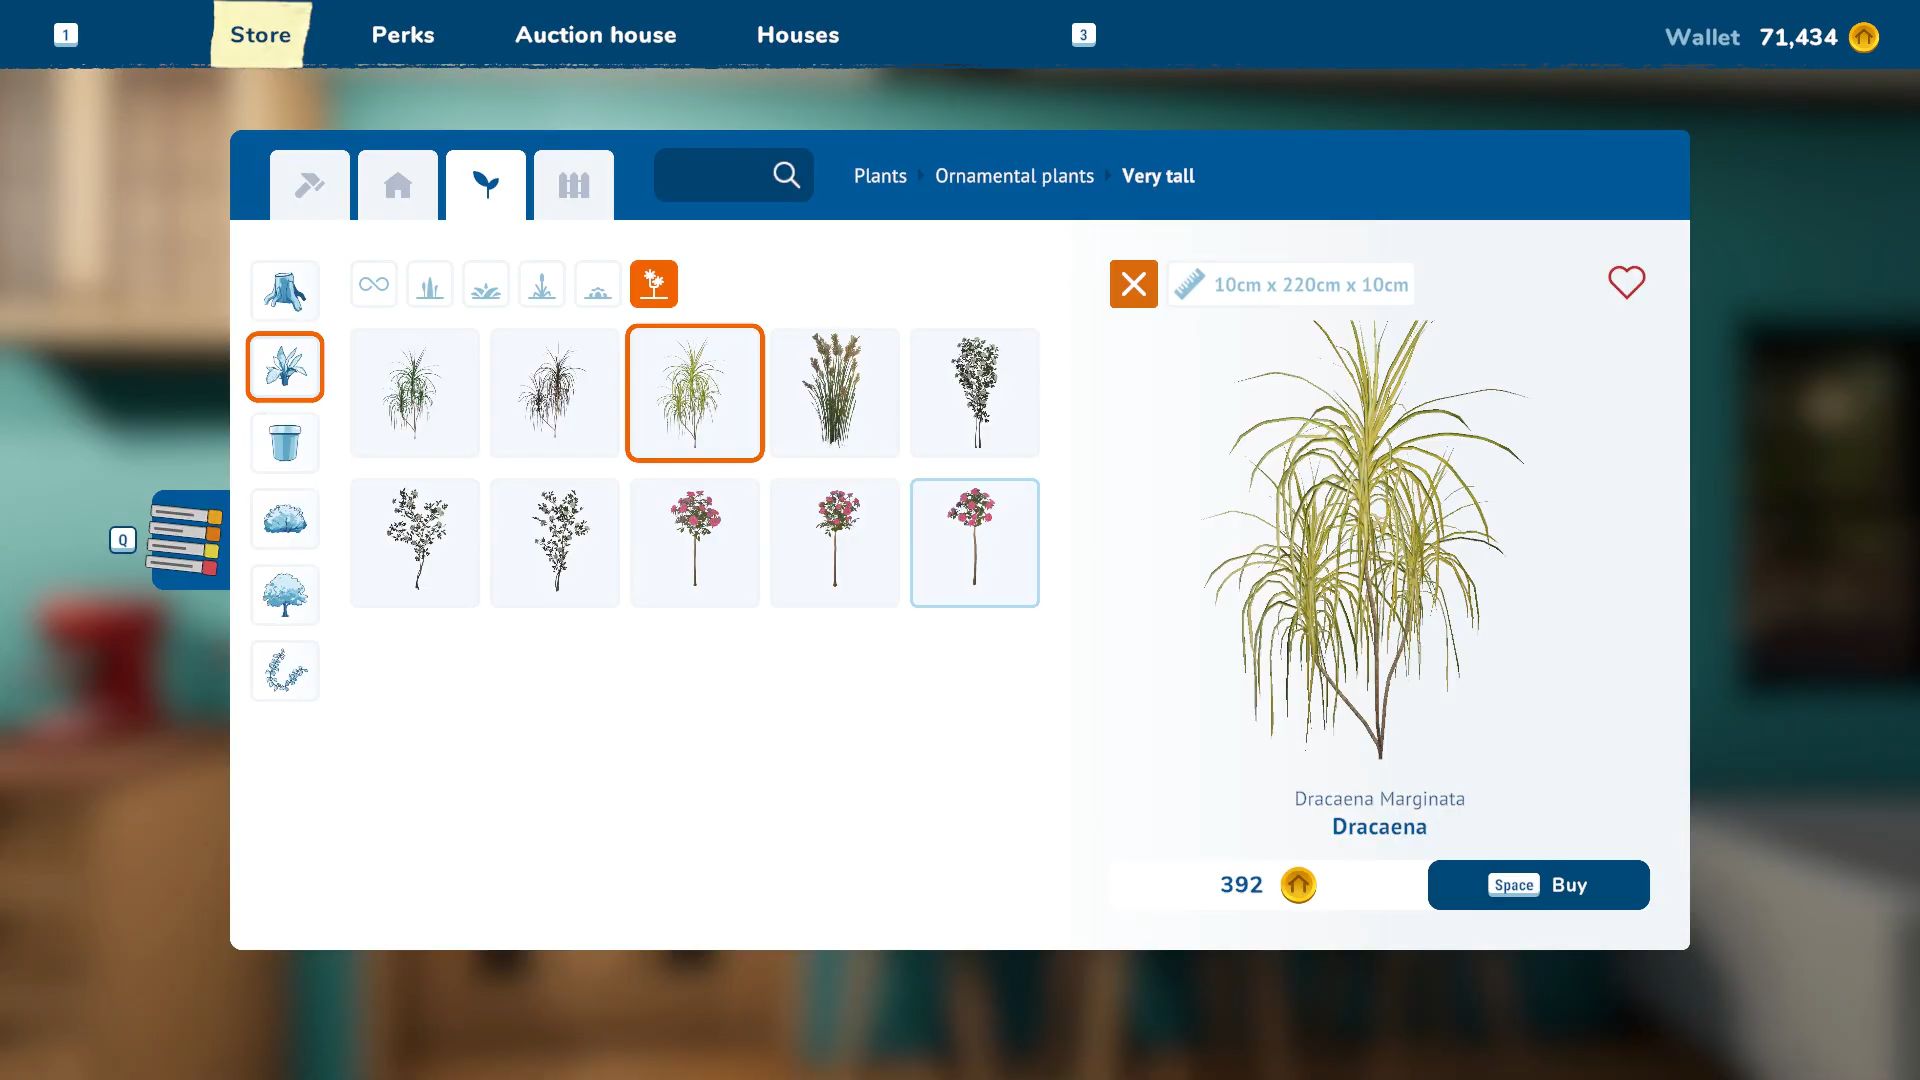 1
Store
Perks
Auction house
Houses
3
Wallet 71,434
Plants
Ornamental plants
Very tall
10cm x 220cm x 10cm
Q
Dracaena Marginata
Dracaena
392
Space Buy